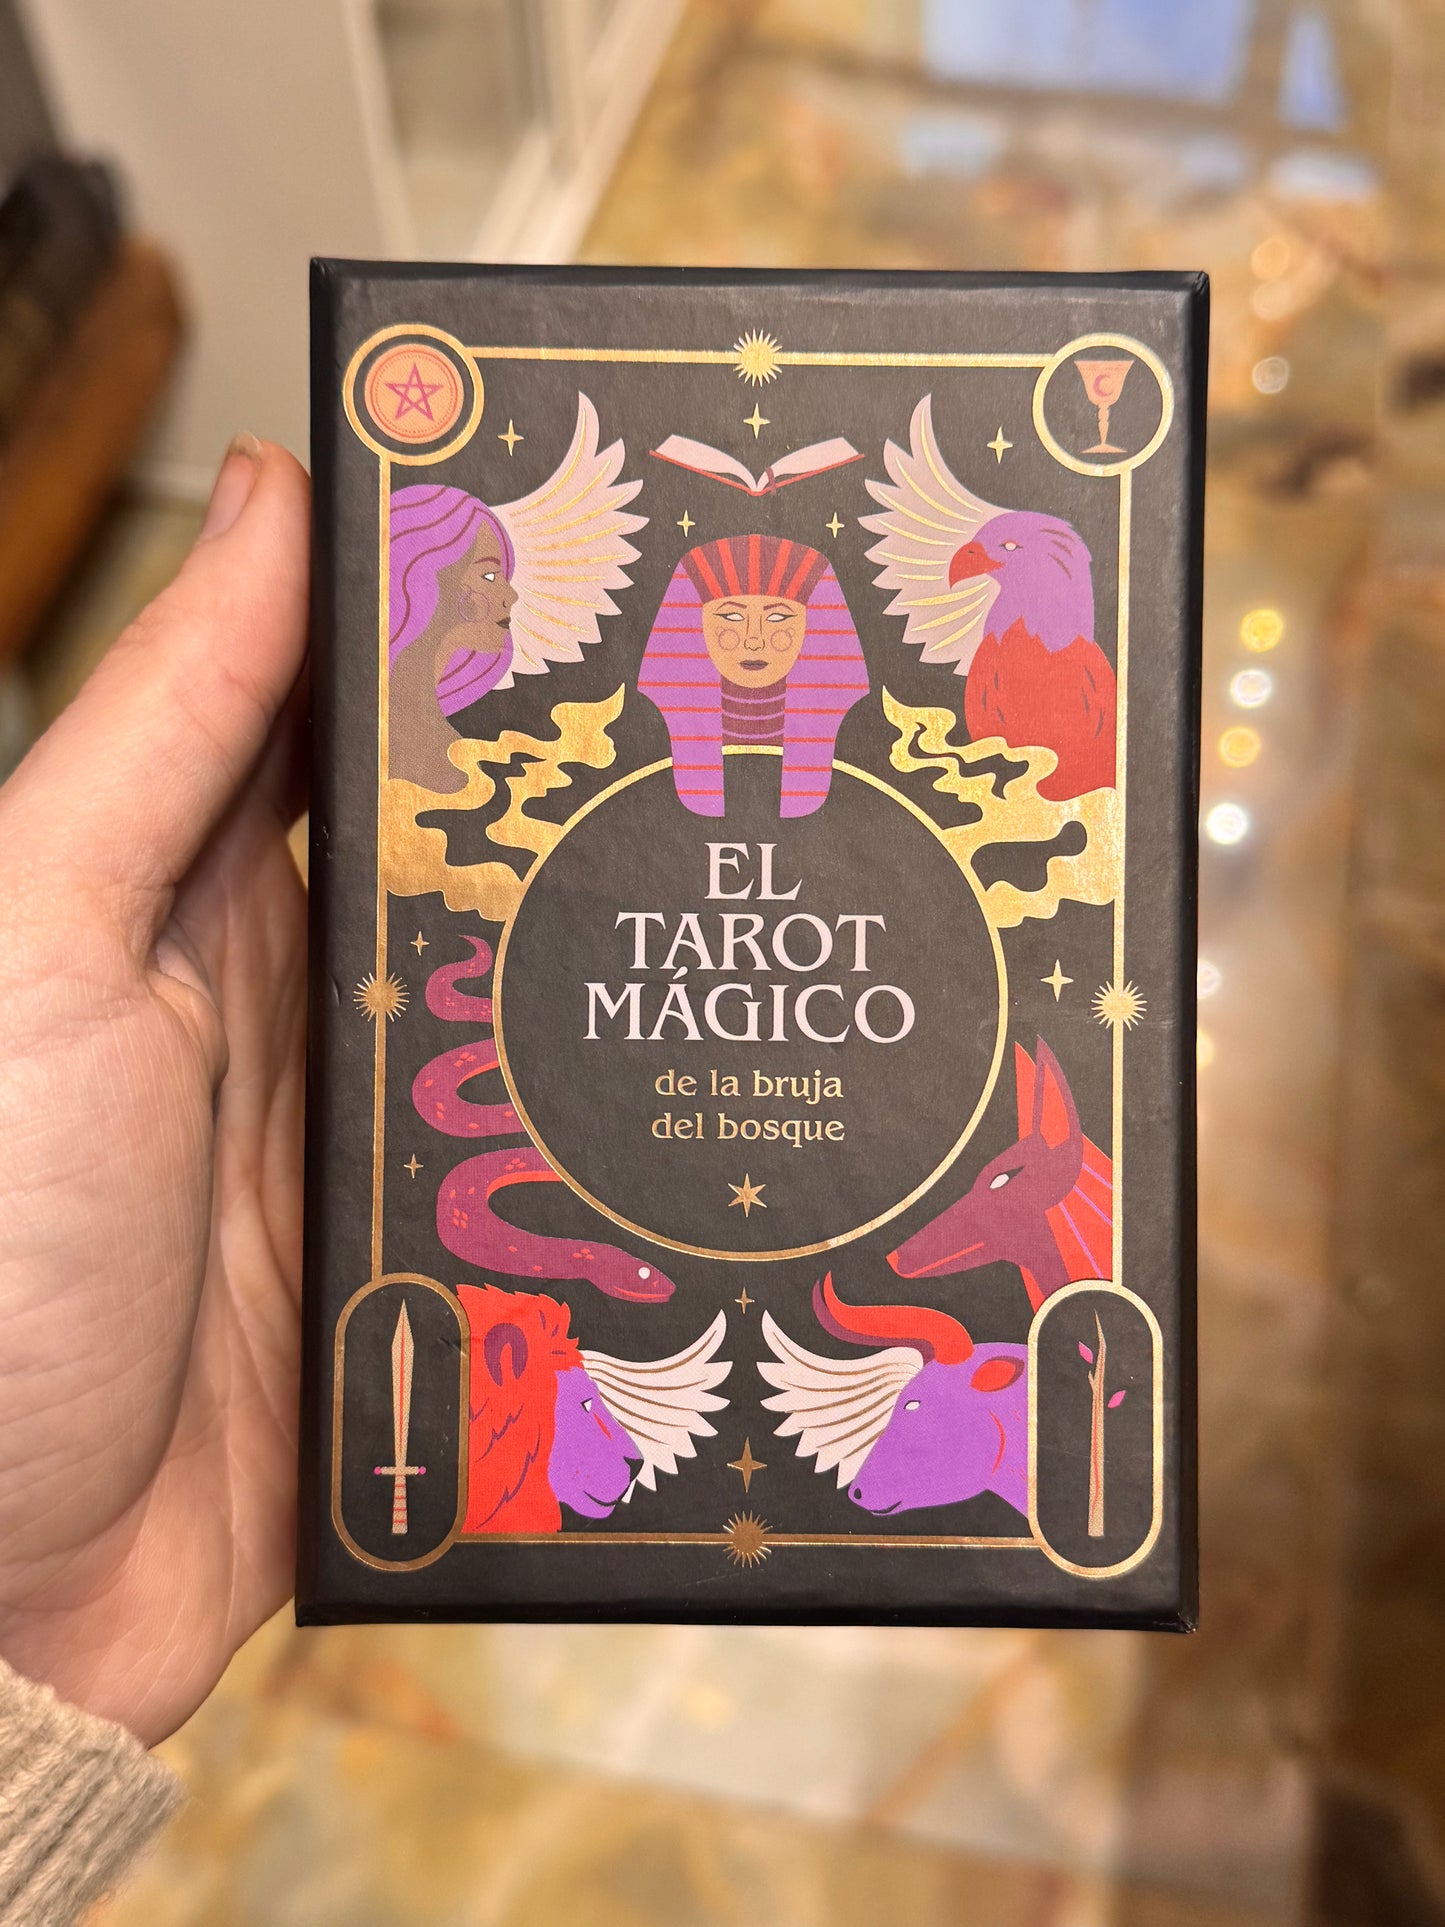 EL
TAROT
MÁGICO
de la bruja
del bosque